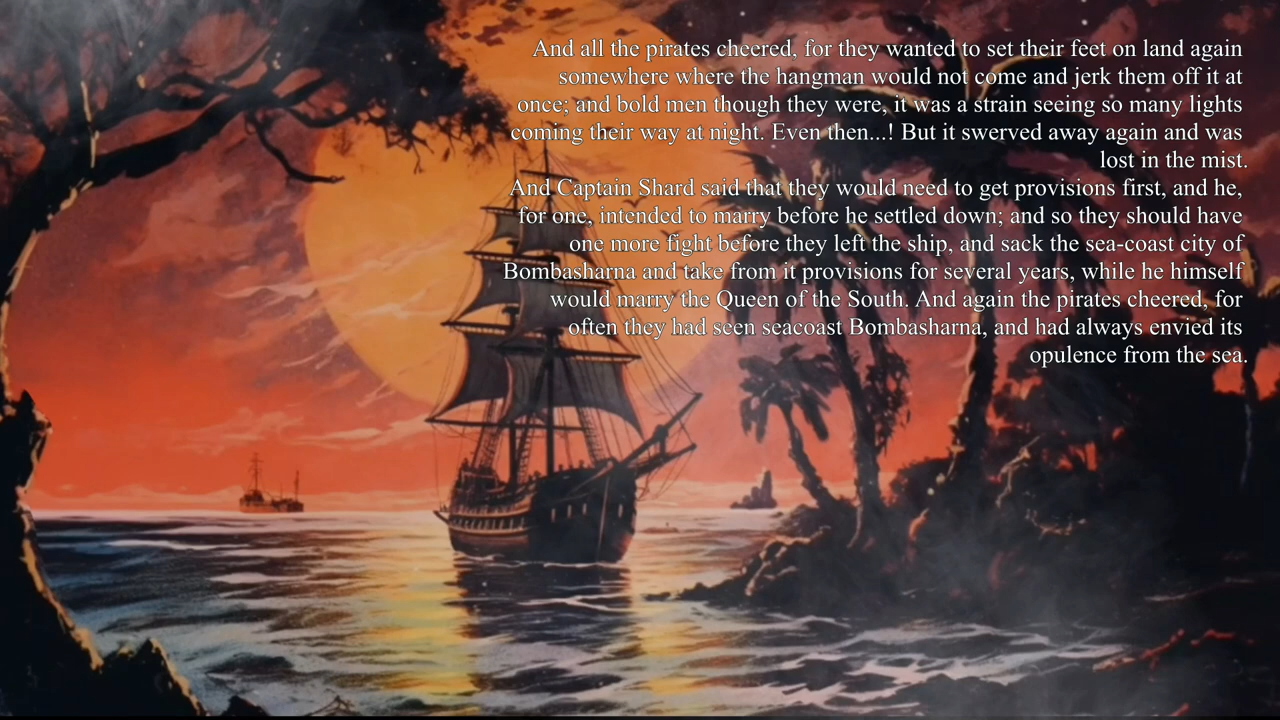 And all the pirates cheered, for they wanted to set their feet on land again
somewhere where the hangman would not come and jerk them off it at
once; and bold men though they were, it was a strain seeing so many lights
coming their way at night. Even then...! But it swerved away again and was
lost in the mist.
And Captain Shard said that they would need to get provisions first, and he,
for one, intended to marry before he settled down; and so they should have
one more fight before they left the ship, and sack the sea-coast city of
Bombasharna and take from it provisions for several years, while he himself
would marry the Queen of the South. And again the pirates cheered, for
often they had seen seacoast Bombasharna, and had always envied its
opulence from the sea.